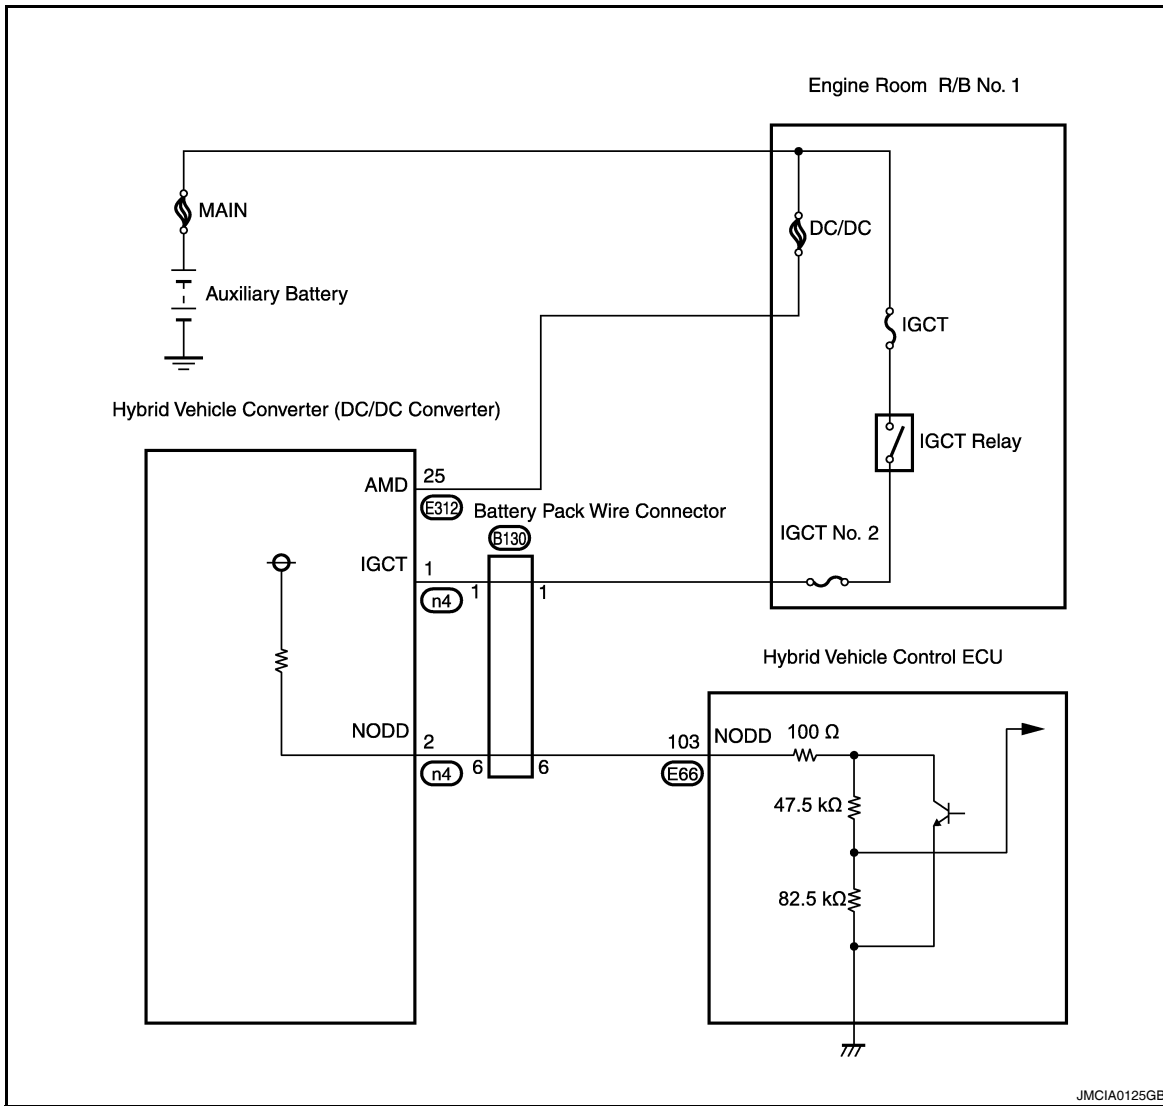 Engine Room R/B No. 1
MAIN
DC/DC
Auxiliary Battery
IGCT
Hybrid Vehicle Converter (DC/DC Converter)
IGCT Relay
AMD
25
E312
Battery Pack Wire Connector
B130
IGCT No. 2
IGCT
1
n4
1
1
Hybrid Vehicle Control ECU
NODD
2
n4
6
6
103
E66
NODD
100 Ω
47.5 kΩ
82.5 kΩ
JMCIA0125GB